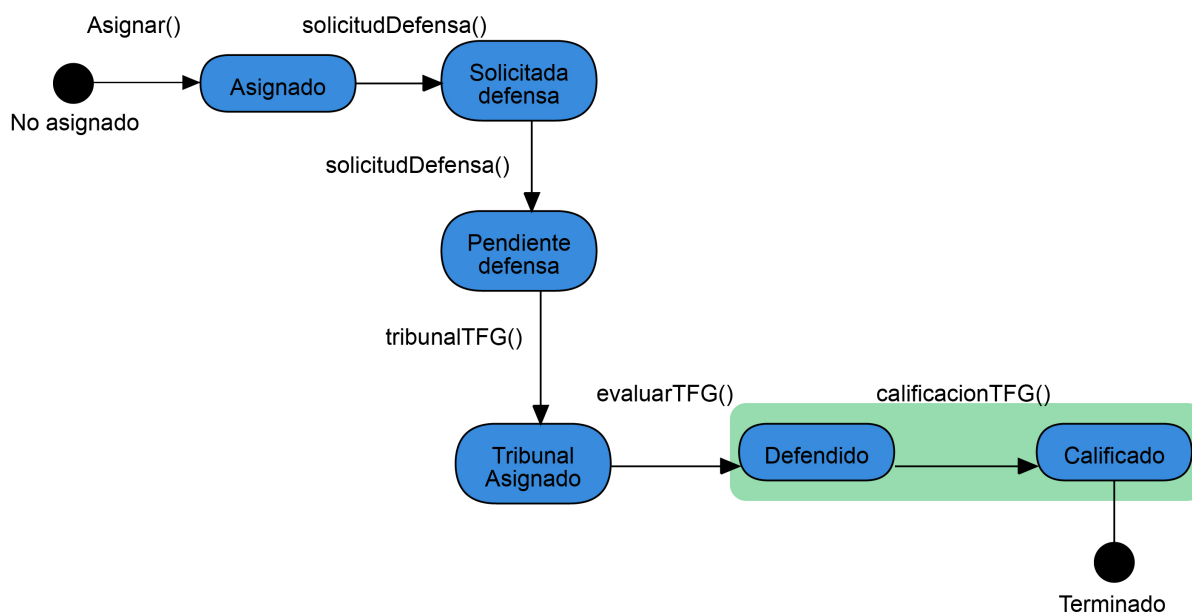 Asignar()
solicitudDefensa()
No asignado
Asignado
Solicitada
defensa
solicitudDefensa()
Pendiente
defensa
tribunalTFG()
evaluarTFG()
calificacionTFG()
Tribunal
Asignado
Defendido
Calificado
Terminado